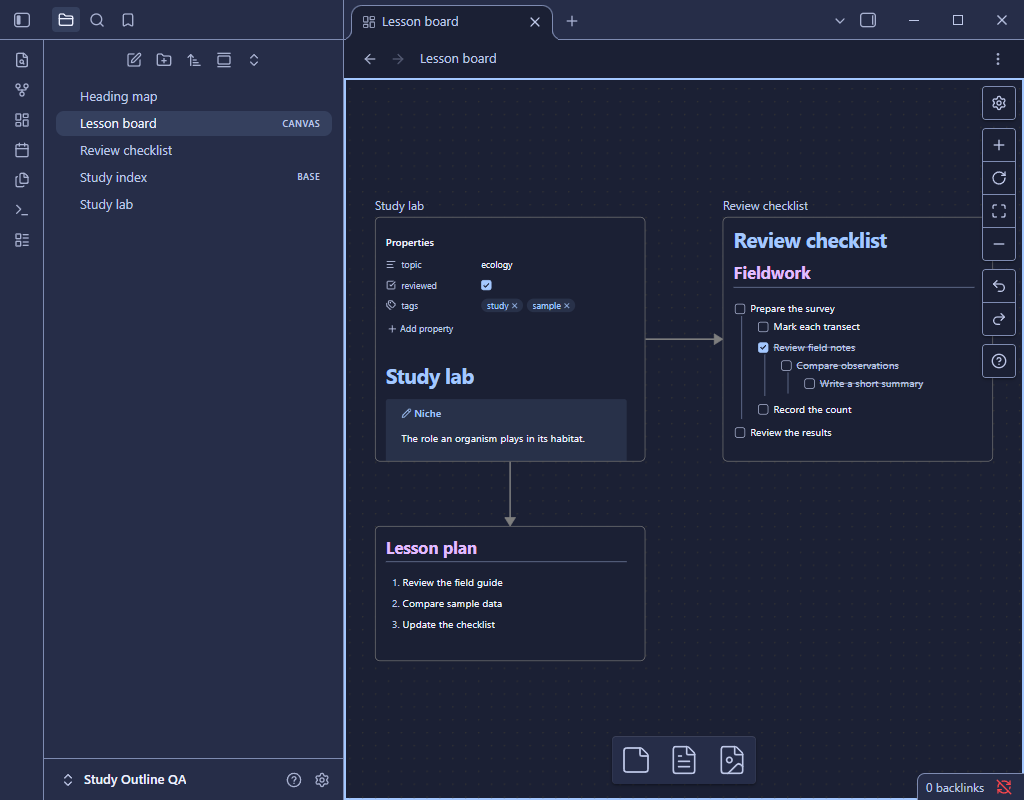 Lesson board
Lesson board
Heading map
Lesson board CANVAS
Review checklist
Study index BASE
Study lab
Study Outline QA
Study lab
Properties
topic ecology
reviewed
tags study sample
Add property
Study lab
Niche
The role an organism plays in its habitat.
Review checklist
Review checklist
Fieldwork
Prepare the survey
Mark each transect
Review field notes
Compare observations
Write a short summary
Record the count
Review the results
Lesson plan
1. Review the field guide
2. Compare sample data
3. Update the checklist
0 backlinks